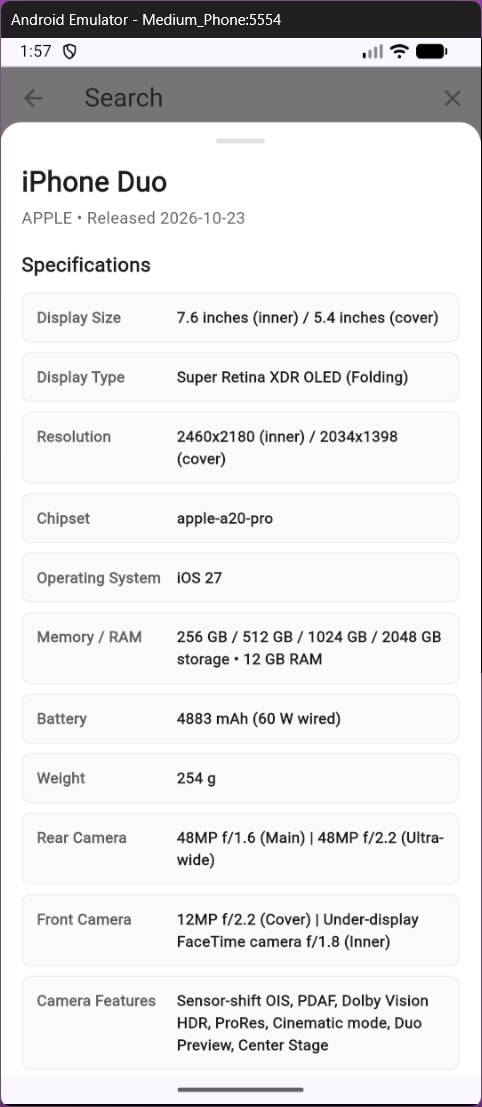 Android Emulator - Medium_Phone:5554
1:57
Search
iPhone Duo
APPLE • Released 2026-10-23
Specifications
Display Size 7.6 inches (inner) / 5.4 inches (cover)
Display Type Super Retina XDR OLED (Folding)
Resolution 2460x2180 (inner) / 2034x1398
(cover)
Chipset apple-a20-pro
Operating System iOS 27
Memory / RAM 256 GB / 512 GB / 1024 GB / 2048 GB
storage • 12 GB RAM
Battery 4883 mAh (60 W wired)
Weight 254 g
Rear Camera 48MP f/1.6 (Main) | 48MP f/2.2 (Ultra-
wide)
Front Camera 12MP f/2.2 (Cover) | Under-display
FaceTime camera f/1.8 (Inner)
Camera Features Sensor-shift OIS, PDAF, Dolby Vision
HDR, ProRes, Cinematic mode, Duo
Preview, Center Stage